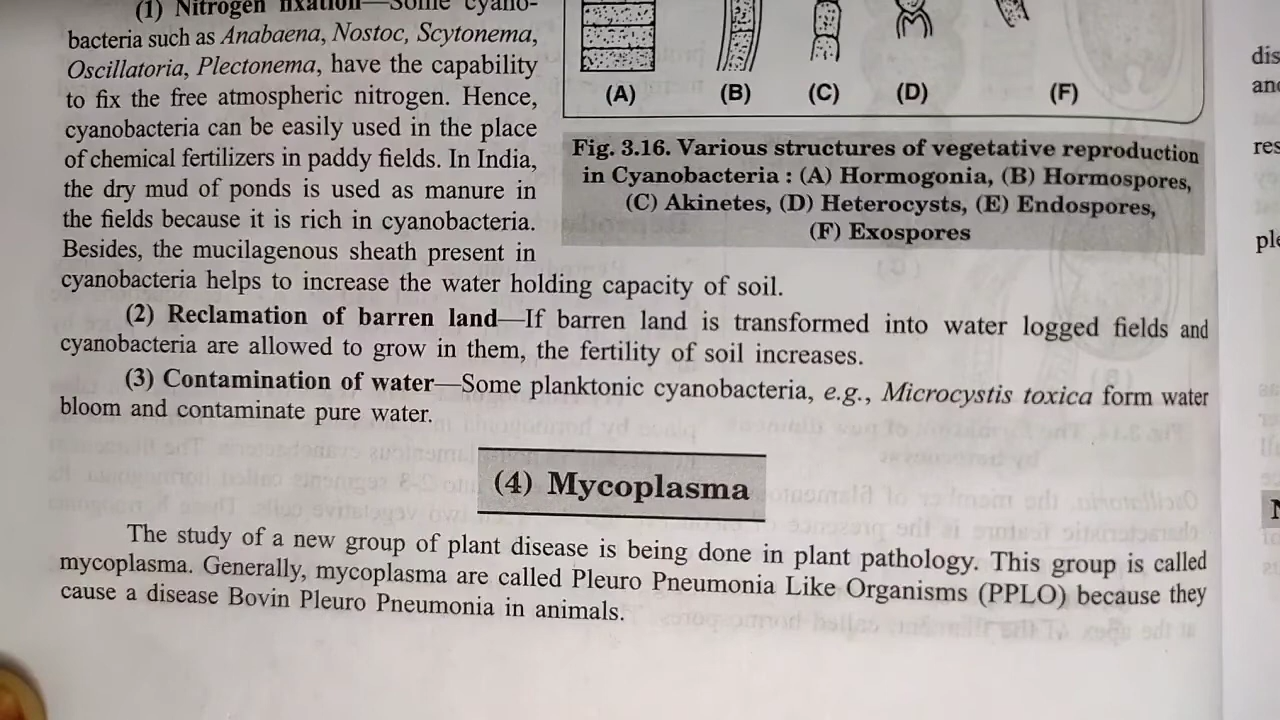 (1) Nitrogen fixation—Some cyano-
bacteria such as Anabaena, Nostoc, Scytonema,
Oscillatoria, Plectonema, have the capability
to fix the free atmospheric nitrogen. Hence,
cyanobacteria can be easily used in the place
of chemical fertilizers in paddy fields. In India,
the dry mud of ponds is used as manure in
the fields because it is rich in cyanobacteria.
Besides, the mucilagenous sheath present in
cyanobacteria helps to increase the water holding capacity of soil.
(A) (B) (C) (D) (F)
Fig. 3.16. Various structures of vegetative reproduction
in Cyanobacteria : (A) Hormogonia, (B) Hormospores,
(C) Akinetes, (D) Heterocysts, (E) Endospores,
(F) Exospores
(2) Reclamation of barren land—If barren land is transformed into water logged fields and
cyanobacteria are allowed to grow in them, the fertility of soil increases.
(3) Contamination of water—Some planktonic cyanobacteria, e.g., Microcystis toxica form water
bloom and contaminate pure water.
(4) Mycoplasma
The study of a new group of plant disease is being done in plant pathology. This group is called
mycoplasma. Generally, mycoplasma are called Pleuro Pneumonia Like Organisms (PPLO) because they
cause a disease Bovin Pleuro Pneumonia in animals.
dis
res